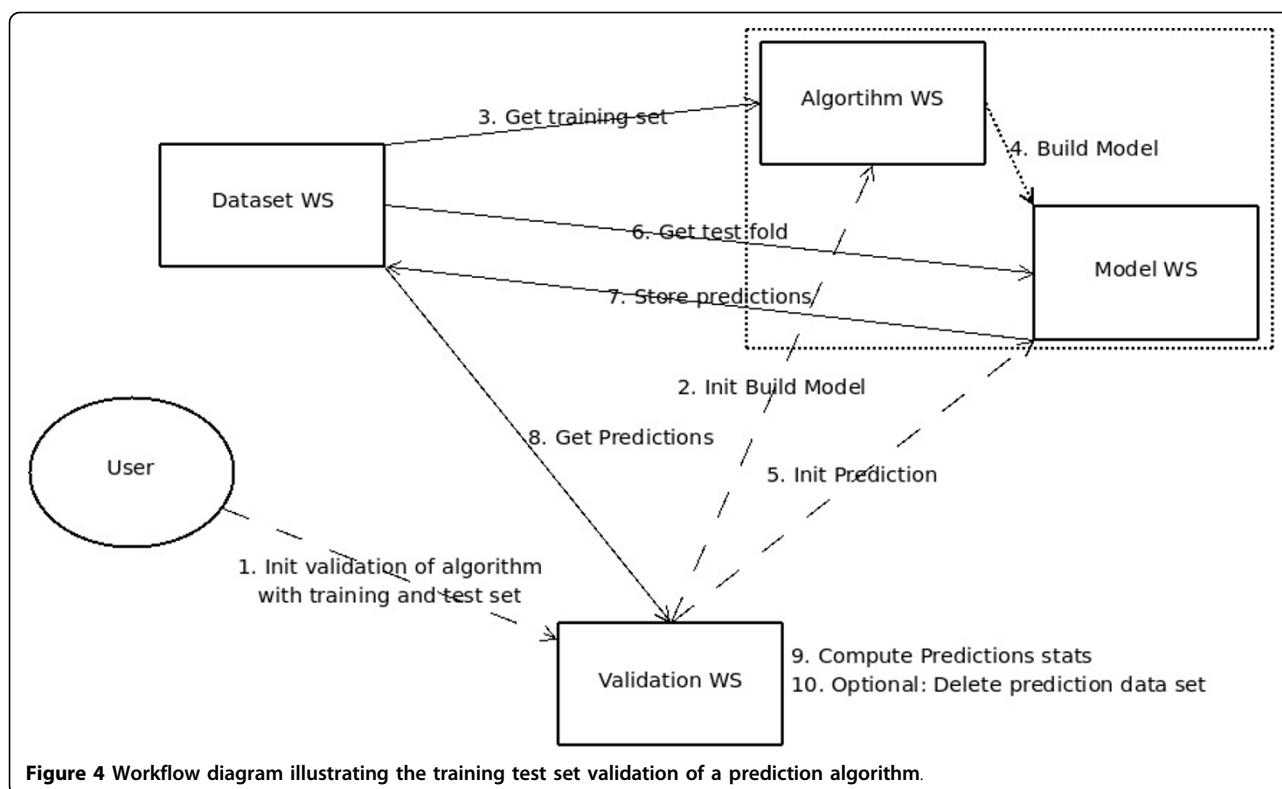 Algortihm WS
3. Get training set
4. Build Model
Dataset WS
6. Get test fold
Model WS
7. Store predictions
2. Init Build Model
8. Get Predictions
User
5. Init Prediction
1. Init validation of algorithm
with training and test set
9. Compute Predictions stats
Validation WS
10. Optional: Delete prediction data set
Figure 4 Workflow diagram illustrating the training test set validation of a prediction algorithm.